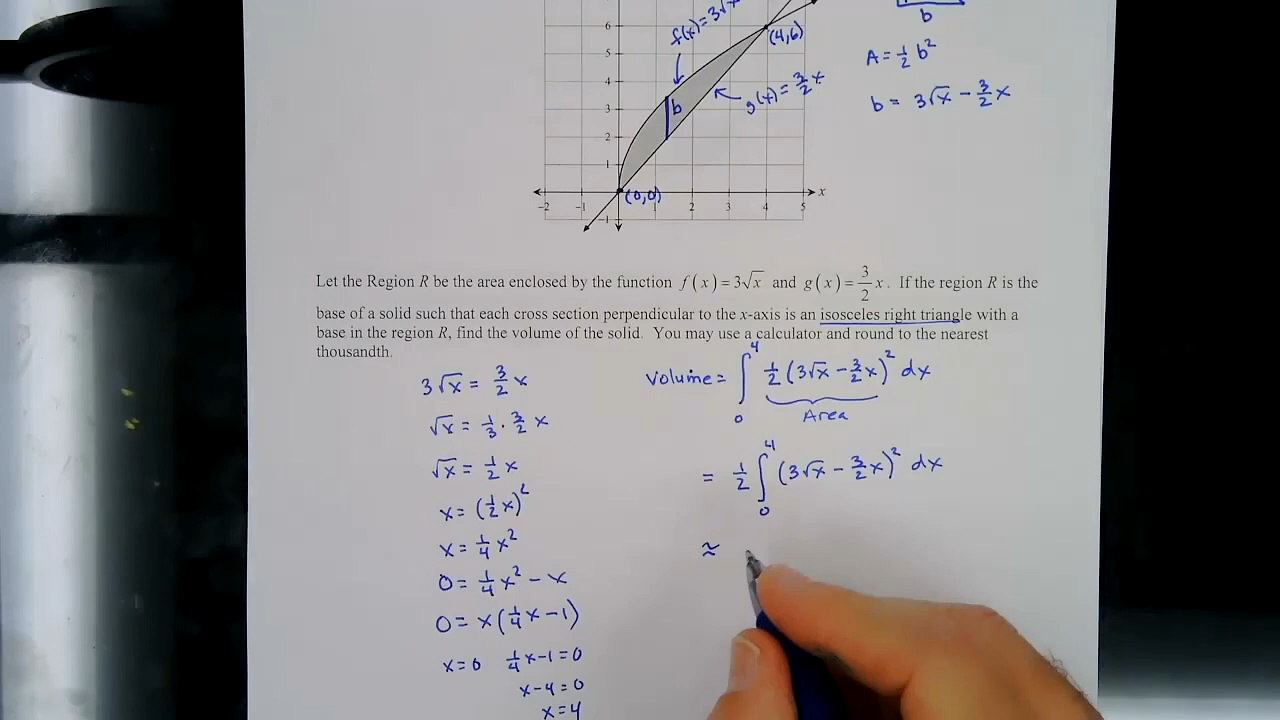 6
5
4
3
2
1
-1
-2 -1 2 3 4 5 x
f(x)=3√x
(4,6)
b
g(x)=3/2 x
(0,0)
b
A = 1/2 b²
b = 3√x − 3/2 x
Let the Region R be the area enclosed by the function f(x)=3√x and g(x)=3/2 x. If the region R is the
base of a solid such that each cross section perpendicular to the x-axis is an isosceles right triangle with a
base in the region R, find the volume of the solid. You may use a calculator and round to the nearest
thousandth.
3√x = 3/2 x
√x = 1/3 · 3/2 x
√x = 1/2 x
x = (1/2 x)²
x = 1/4 x²
0 = 1/4 x² − x
0 = x(1/4 x − 1)
x=0 1/4 x−1=0
x−4=0
x=4
Volume = ∫₀⁴ 1/2 (3√x − 3/2 x)² dx
Area
= 1/2 ∫₀⁴ (3√x − 3/2 x)² dx
≈